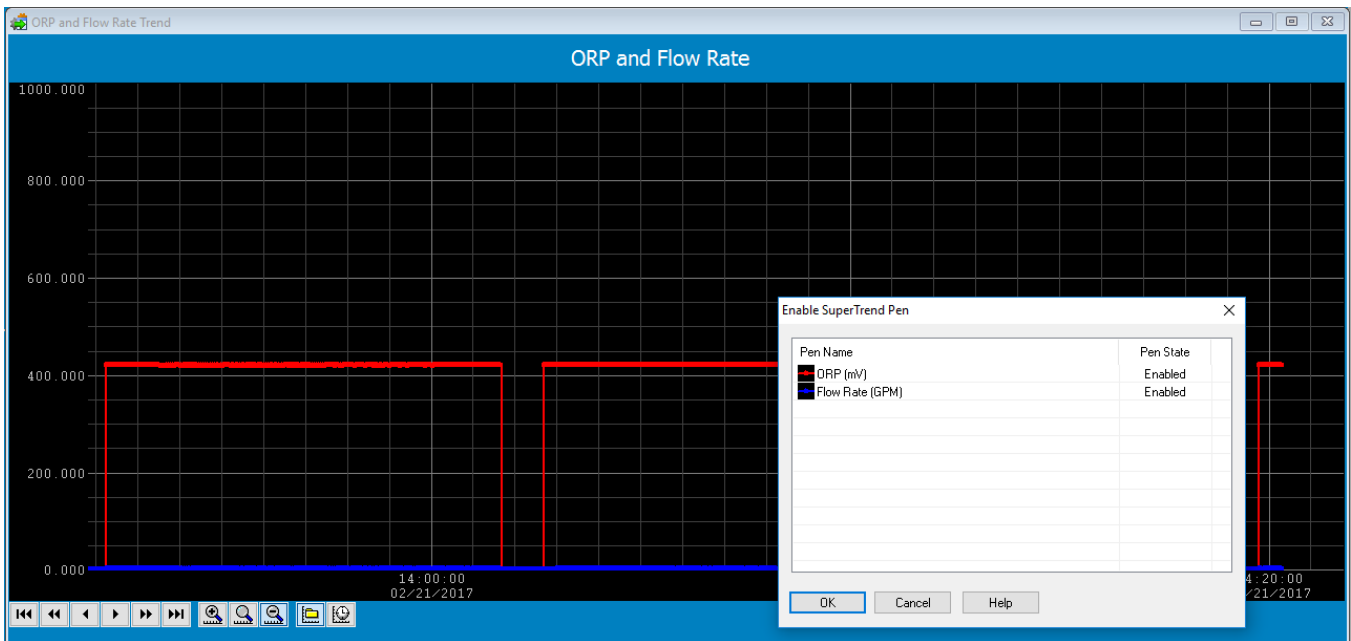 ORP and Flow Rate Trend
ORP and Flow Rate
1000.000
800.000
600.000
400.000
200.000
0.000
14:00:00
02/21/2017
4:20:00
/21/2017
Enable SuperTrend Pen
Pen Name Pen State
ORP (mV) Enabled
Flow Rate (GPM) Enabled
OK Cancel Help